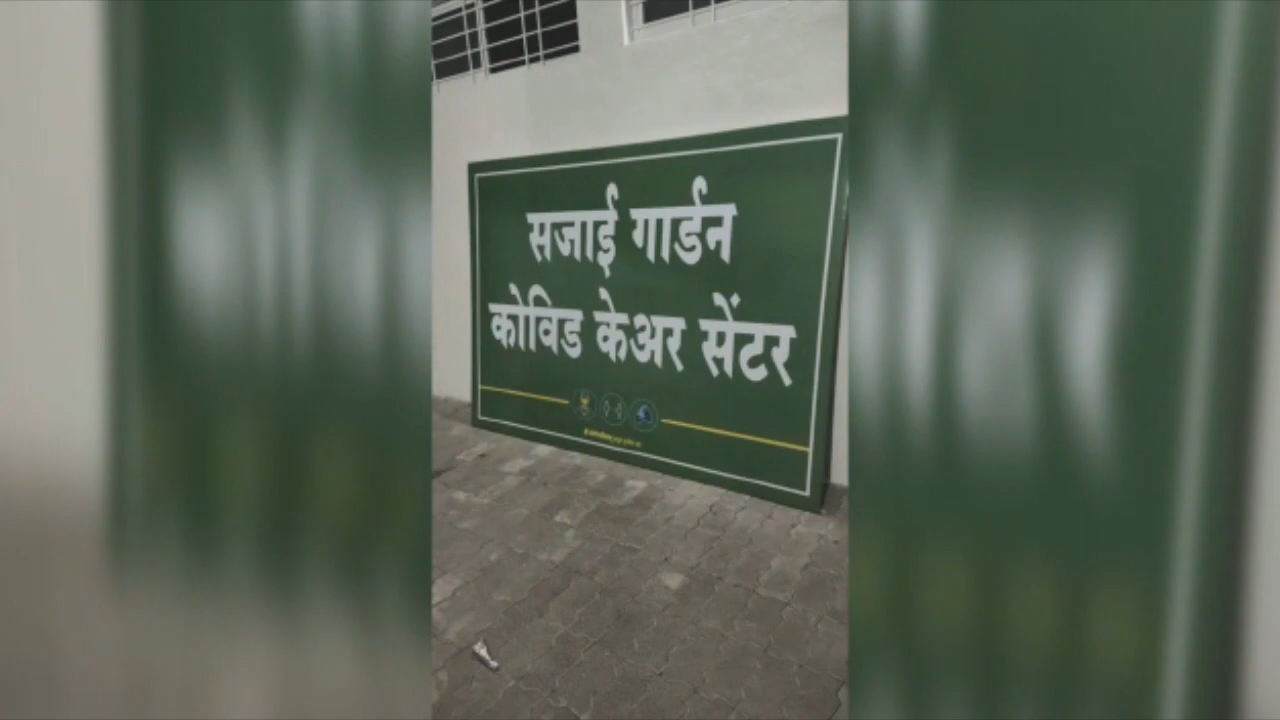 सजाई गार्डन
कोविड केअर सेंटर